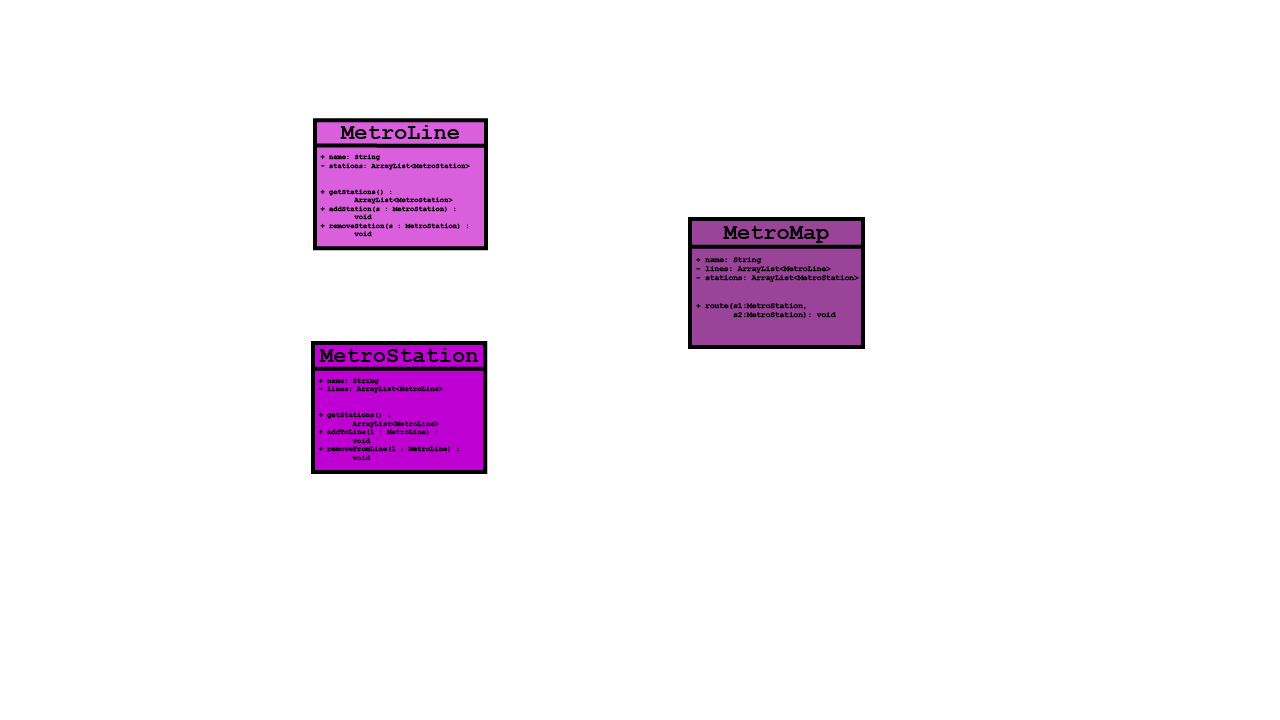 MetroLine
+ name: String
- stations: ArrayList<MetroStation>
+ getStations() :
ArrayList<MetroStation>
+ addStation(s : MetroStation) :
void
+ removeStation(s : MetroStation) :
void
MetroMap
+ name: String
- lines: ArrayList<MetroLine>
- stations: ArrayList<MetroStation>
+ route(s1:MetroStation,
s2:MetroStation): void
MetroStation
+ name: String
- lines: ArrayList<MetroLine>
+ getStations() :
ArrayList<MetroLine>
+ addToLine(l : MetroLine) :
void
+ removeFromLine(l : MetroLine) :
void